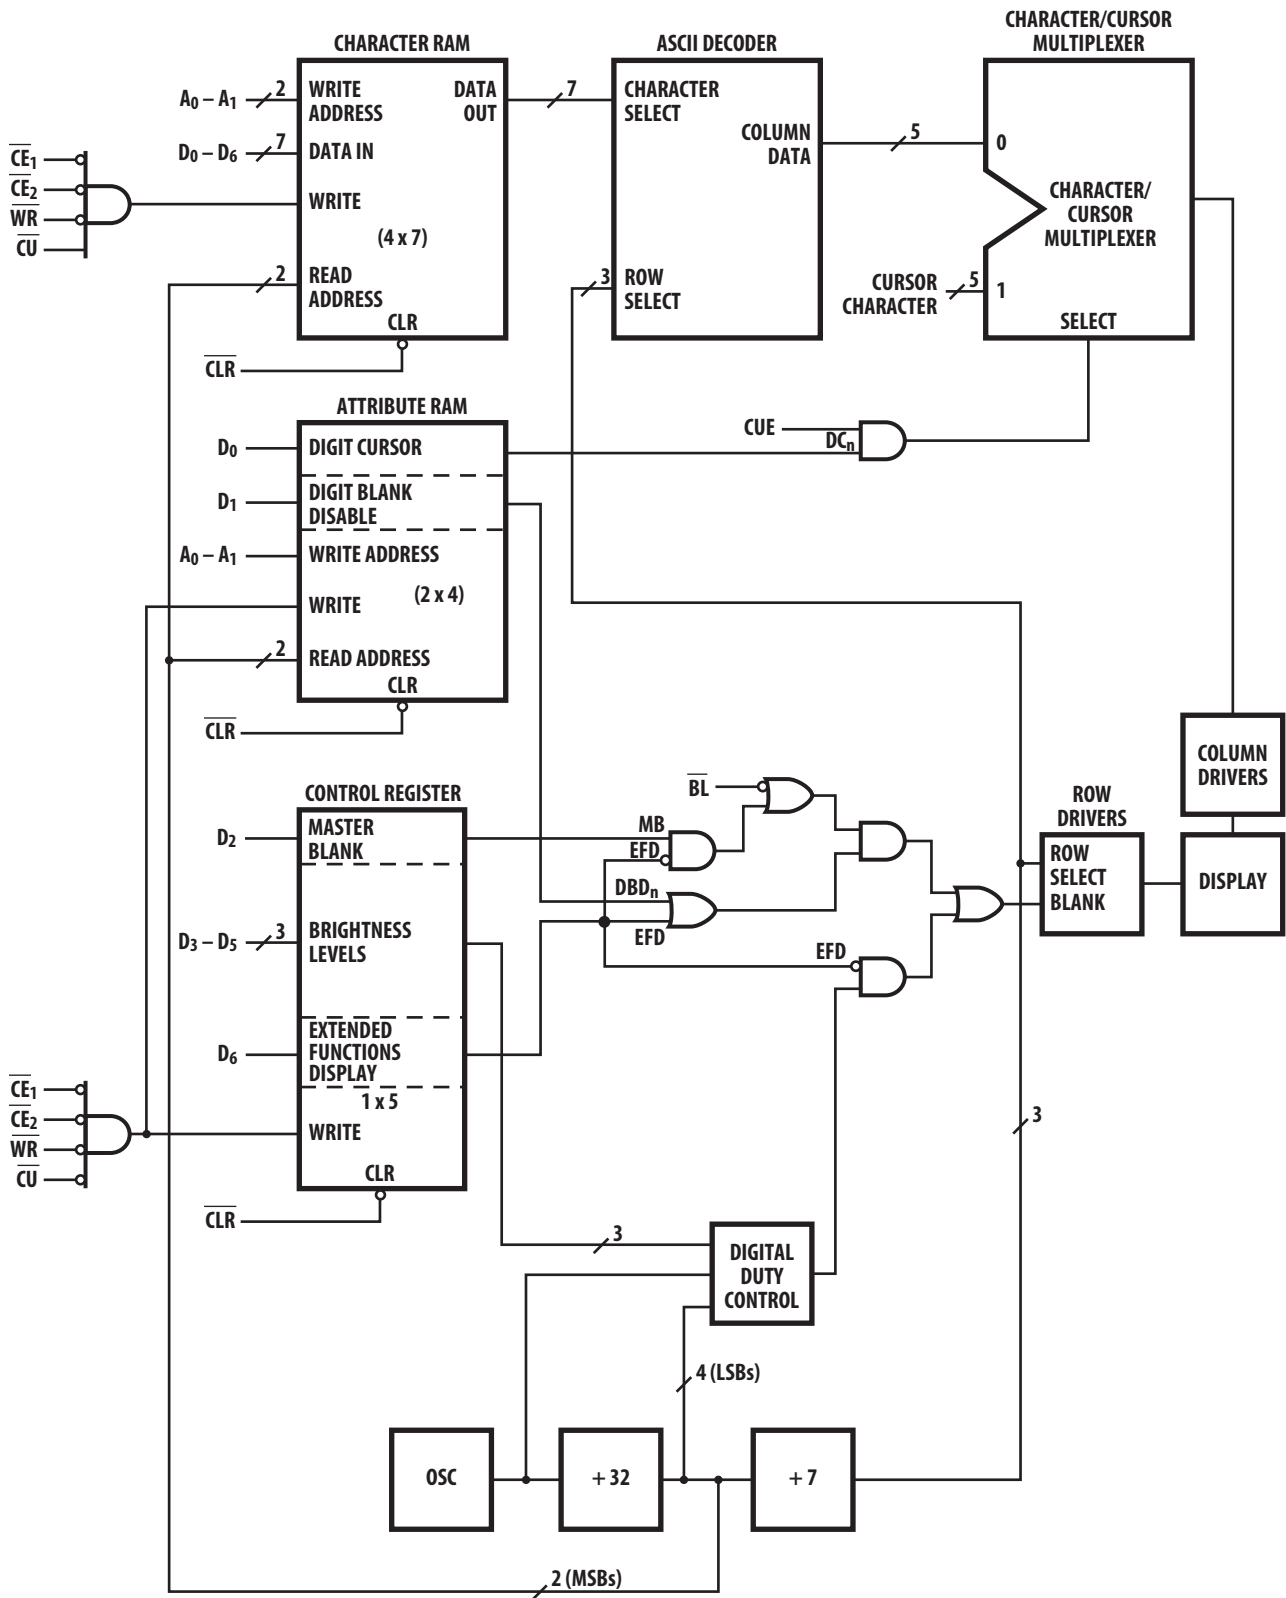 CHARACTER RAM
A0 – A1
2
WRITE
ADDRESS
DATA
OUT
7
D0 – D6
7
DATA IN
CE1
CE2
WR
CU
WRITE
(4 x 7)
2
READ
ADDRESS
CLR
CLR
ASCII DECODER
CHARACTER
SELECT
COLUMN
DATA
5
3
ROW
SELECT
CHARACTER/CURSOR
MULTIPLEXER
0
CHARACTER/
CURSOR
MULTIPLEXER
CURSOR
CHARACTER
5
1
SELECT
ATTRIBUTE RAM
D0
DIGIT CURSOR
D1
DIGIT BLANK
DISABLE
A0 – A1
WRITE ADDRESS
(2 x 4)
WRITE
2
READ ADDRESS
CLR
CLR
CUE
DCn
CONTROL REGISTER
D2
MASTER
BLANK
D3 – D5
3
BRIGHTNESS
LEVELS
D6
EXTENDED
FUNCTIONS
DISPLAY
1 x 5
CE1
CE2
WR
CU
WRITE
CLR
CLR
BL
MB
EFD
DBDn
EFD
EFD
ROW
DRIVERS
ROW
SELECT
BLANK
COLUMN
DRIVERS
DISPLAY
3
3
DIGITAL
DUTY
CONTROL
4 (LSBs)
OSC
+ 32
+ 7
2 (MSBs)